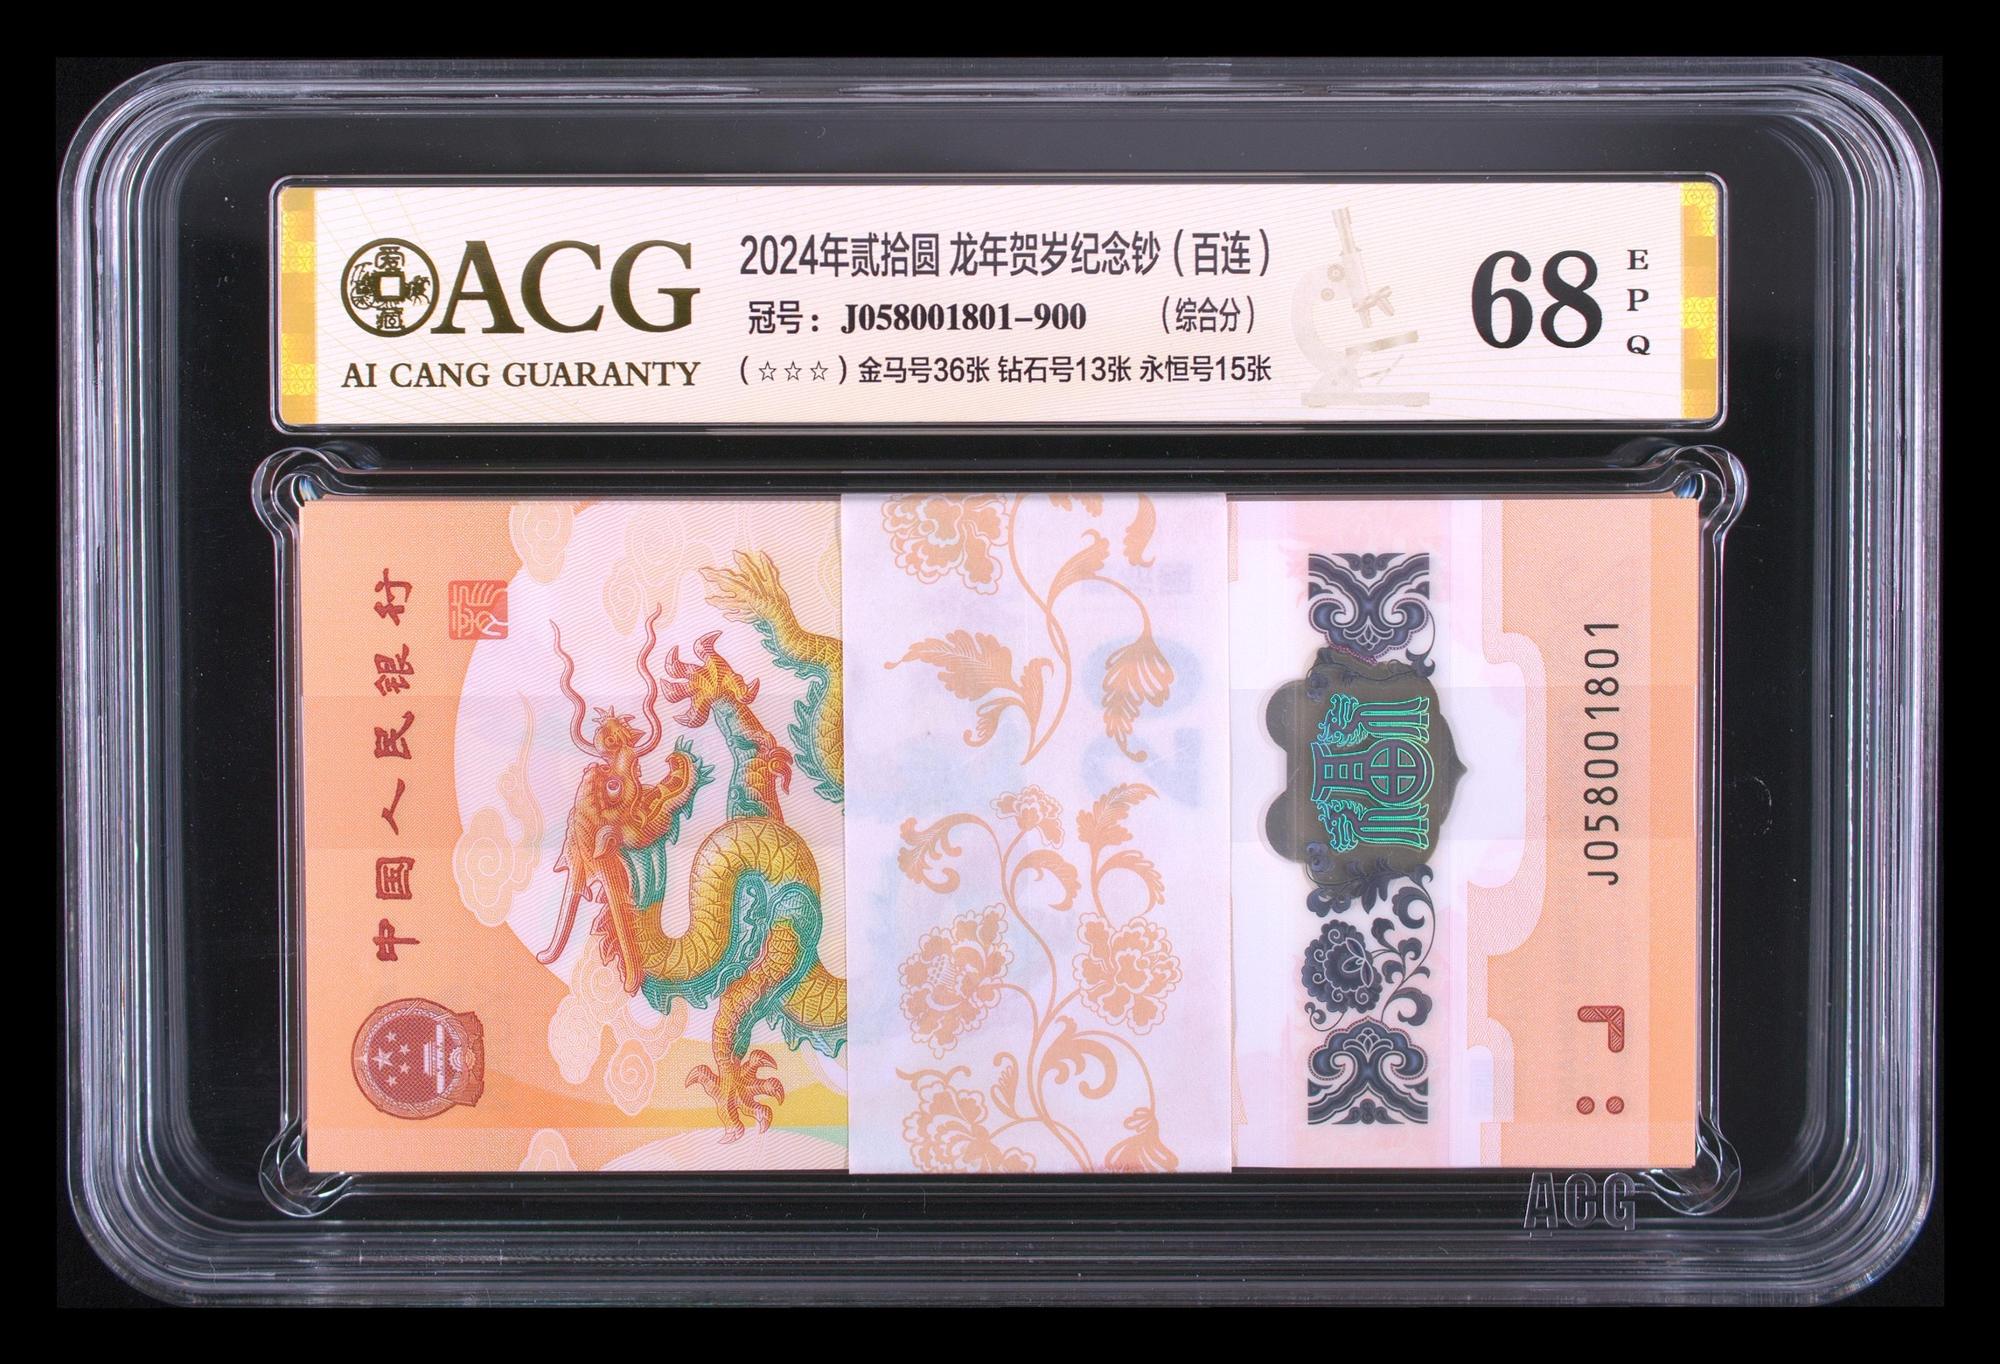 ACG
AI CANG GUARANTY
2024年贰拾圆 龙年贺岁纪念钞（百连）
冠号：J058001801-900 （综合分）
（☆☆☆）金马号36张 钻石号13张 永恒号15张
68
EPQ
中国人民银行
J058001801
ACG